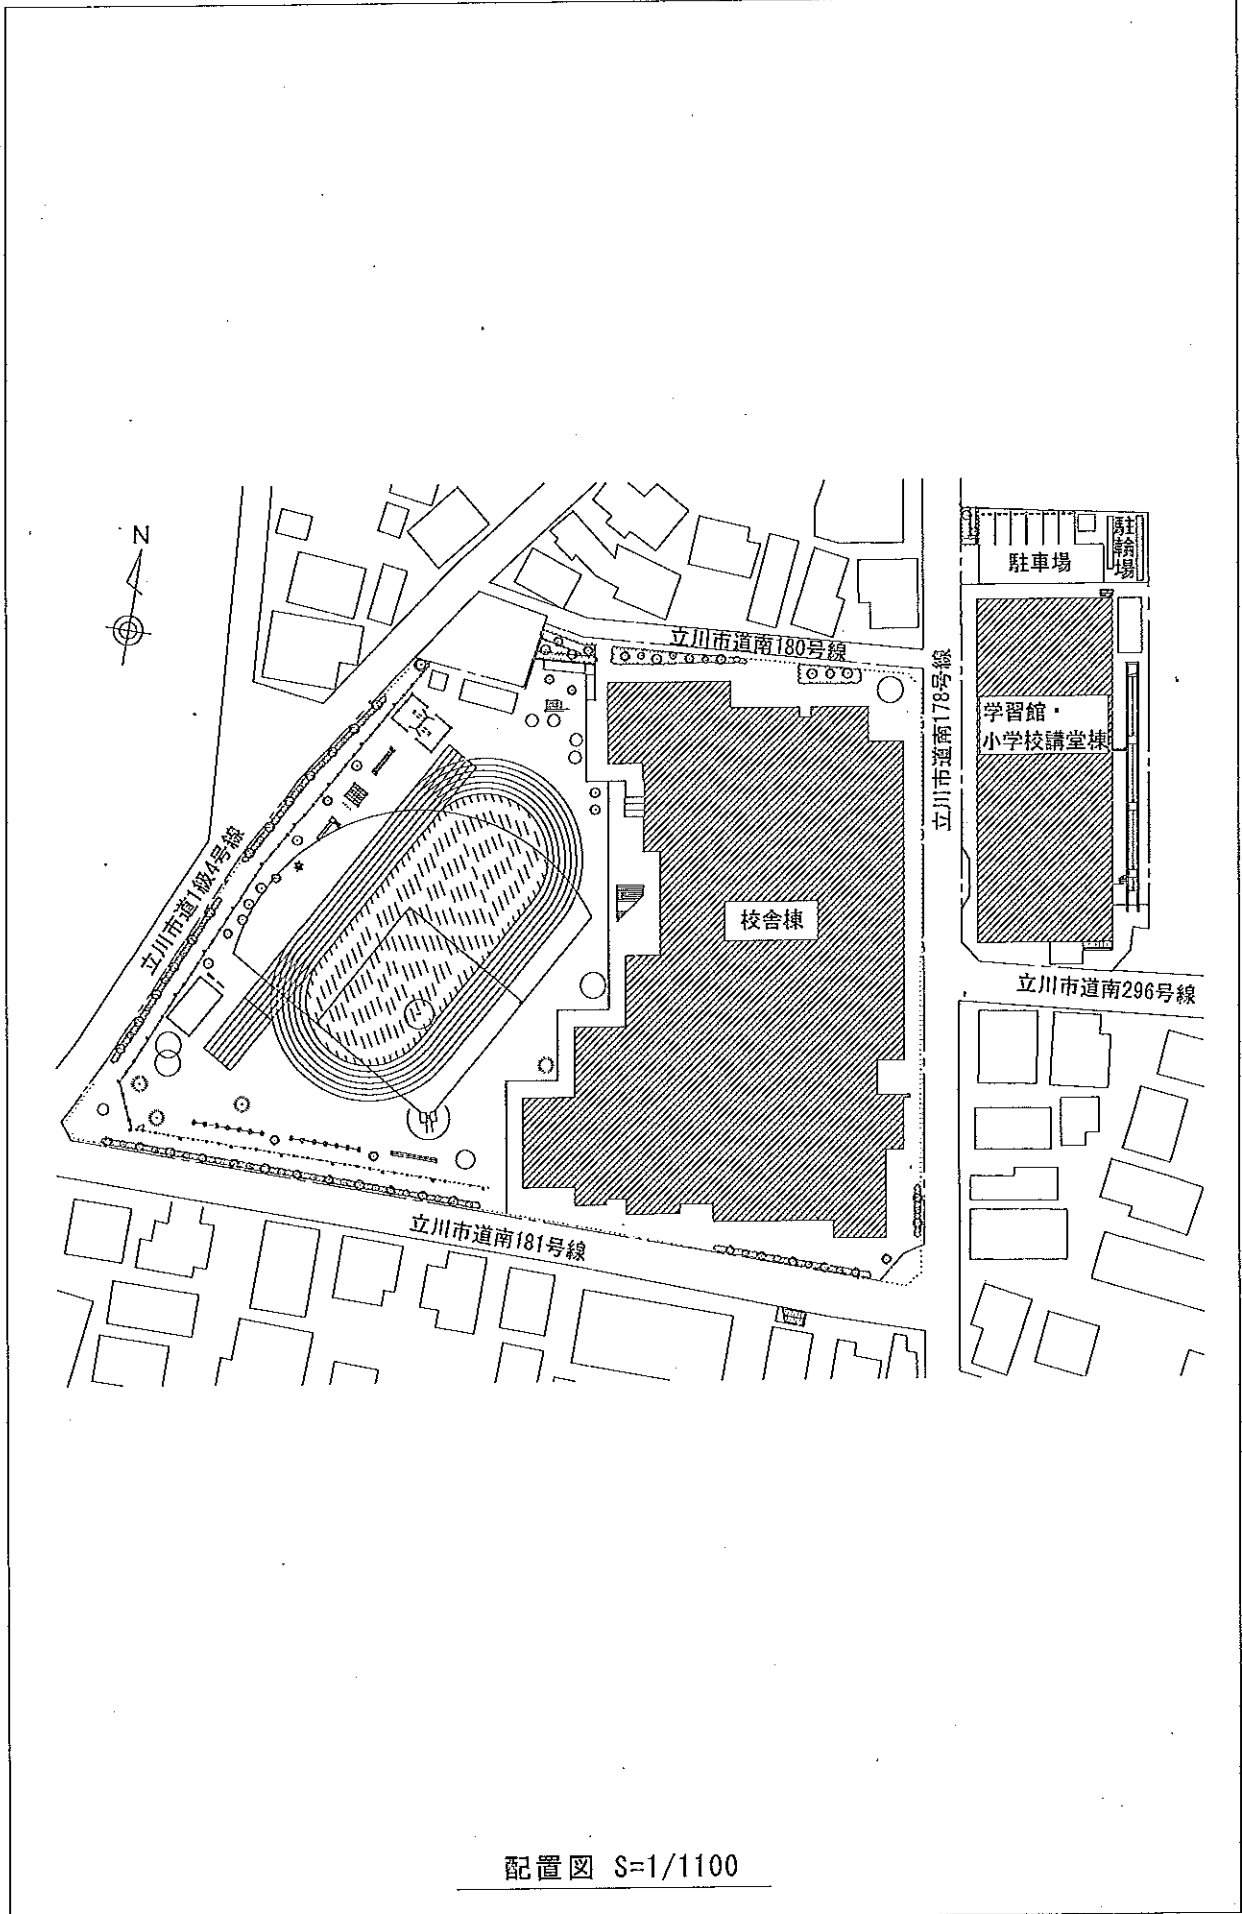 N
駐車場
駐輪場
立川市道南180号線
立川市道南178号線
学習館・
小学校講堂棟
立川市道1級4号線
校舎棟
立川市道南296号線
立川市道南181号線
配置図 S=1/1100